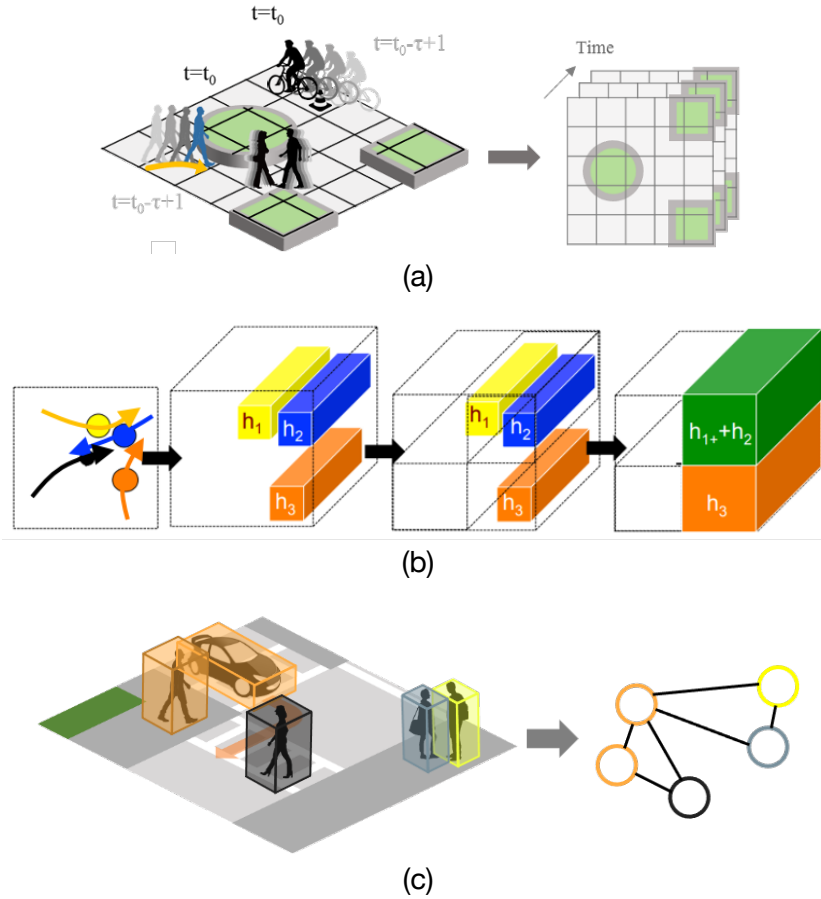 t=t₀
t=t₀-τ+1
t=t₀
Time
t=t₀-τ+1
(a)
h₁
h₂
h₃
h₁
h₂
h₃
h₁₊+h₂
h₃
(b)
(c)